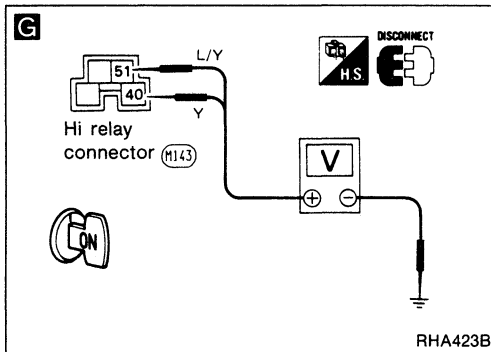 G
DISCONNECT
H.S.
51
L/Y
40
Y
Hi relay
connector M143
V
+ −
ON
RHA423B